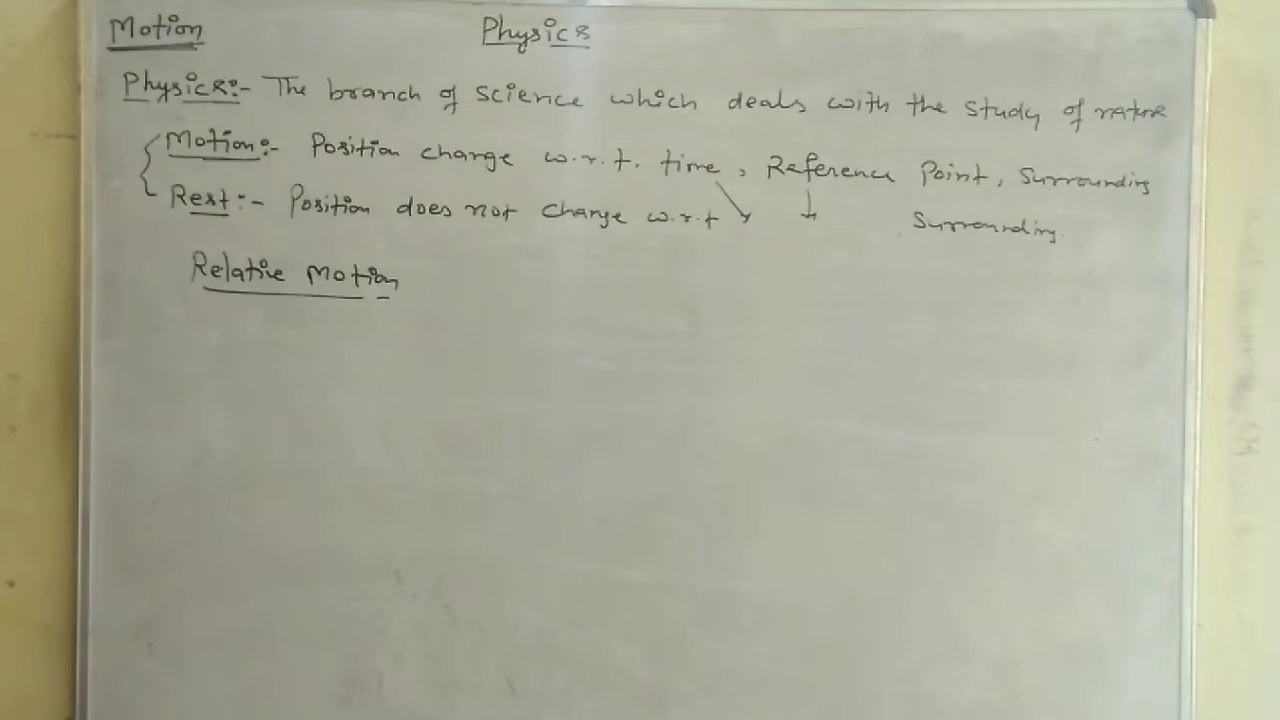 Motion Physics
Physics:- The branch of science which deals with the study of nature
Motion:- Position change w.r.t. time, Reference Point, Surrounding
Rest:- Position does not change w.r.t Surrounding.
Relative Motion